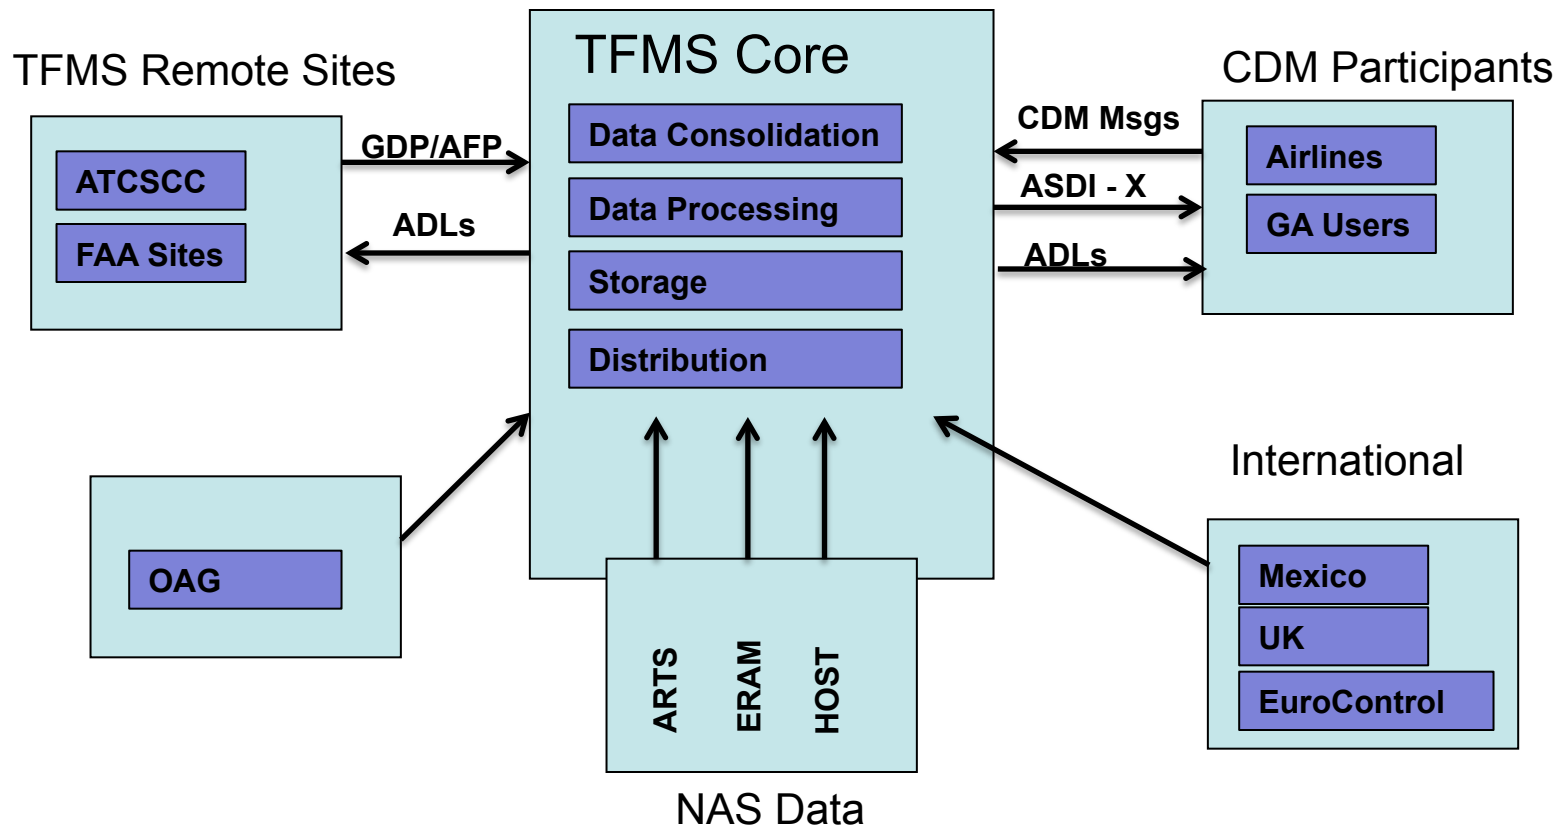 TFMS Remote Sites
ATCSCC
FAA Sites
GDP/AFP
ADLs
TFMS Core
Data Consolidation
Data Processing
Storage
Distribution
CDM Participants
CDM Msgs
ASDI - X
ADLs
Airlines
GA Users
OAG
ARTS
ERAM
HOST
NAS Data
International
Mexico
UK
EuroControl